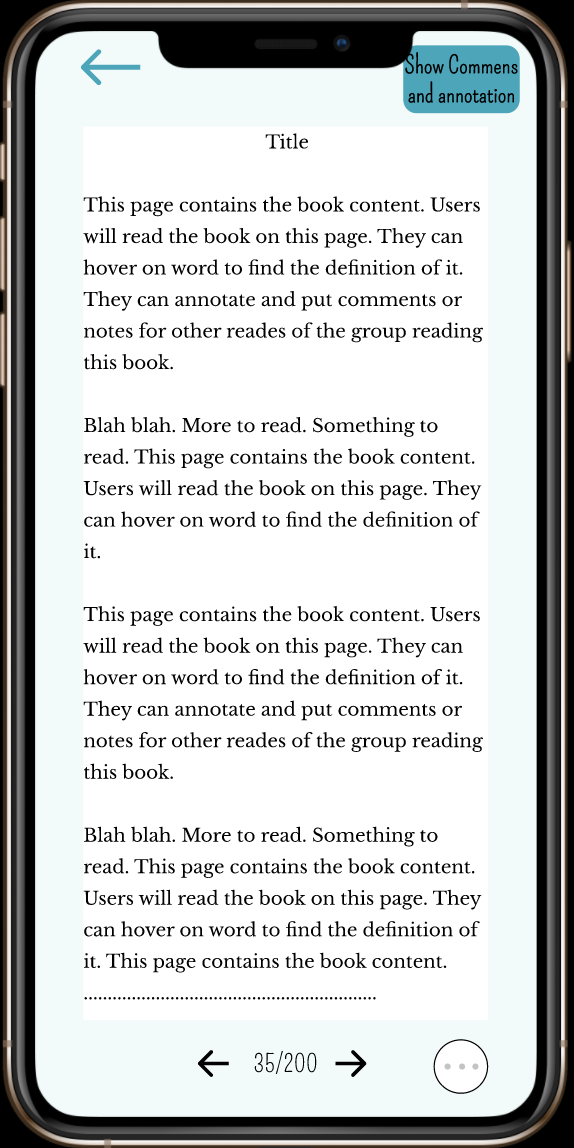 Show Commens
and annotation
Title
This page contains the book content. Users
will read the book on this page. They can
hover on word to find the definition of it.
They can annotate and put comments or
notes for other reades of the group reading
this book.
Blah blah. More to read. Something to
read. This page contains the book content.
Users will read the book on this page. They
can hover on word to find the definition of
it.
This page contains the book content. Users
will read the book on this page. They can
hover on word to find the definition of it.
They can annotate and put comments or
notes for other reades of the group reading
this book.
Blah blah. More to read. Something to
read. This page contains the book content.
Users will read the book on this page. They
can hover on word to find the definition of
it. This page contains the book content.
.............................................................
35/200